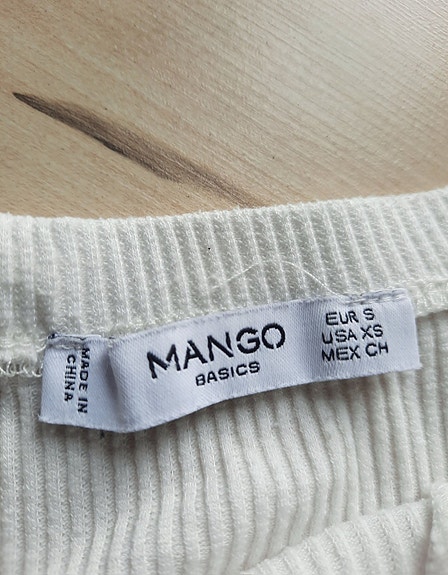 MANGO
BASICS
EUR S
USA XS
MEX CH
MADE IN
CHINA